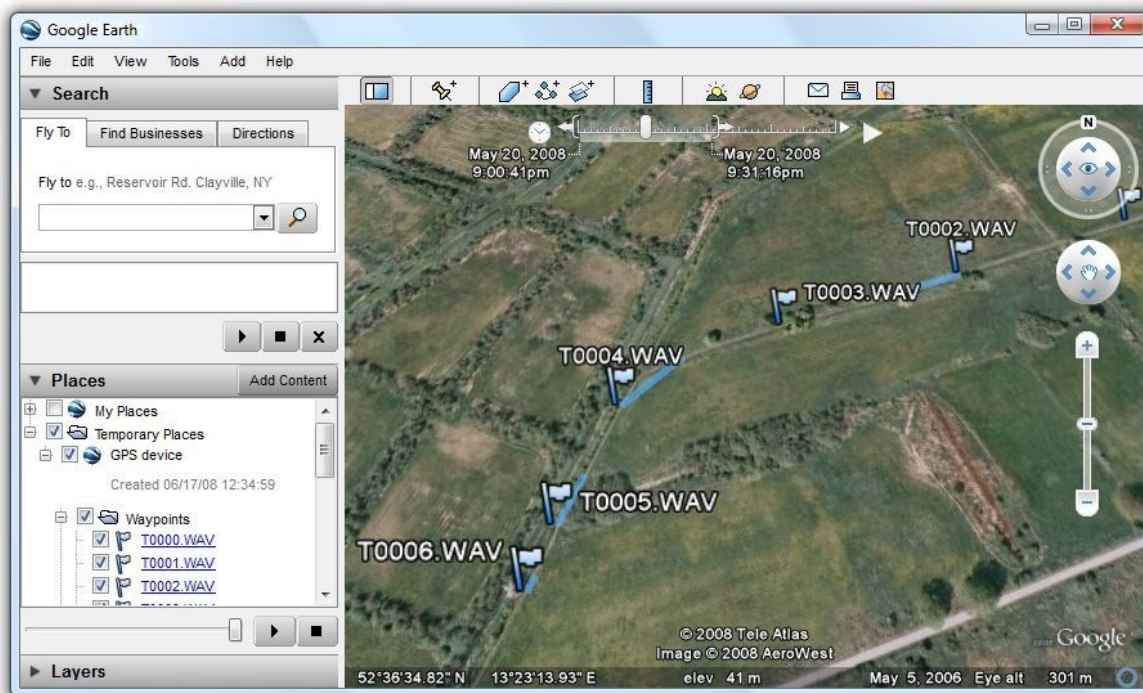 Google Earth
File Edit View Tools Add Help
Search
Fly To Find Businesses Directions
Fly to e.g., Reservoir Rd. Clayville, NY
Places Add Content
My Places
Temporary Places
GPS device
Created 06/17/08 12:34:59
Waypoints
T0000.WAV
T0001.WAV
T0002.WAV
Layers
May 20, 2008
9:00:41pm
May 20, 2008
9:31:16pm
N
T0002.WAV
T0003.WAV
T0004.WAV
T0005.WAV
T0006.WAV
© 2008 Tele Atlas
Image © 2008 AeroWest
Google
52°36'34.82" N 13°23'13.93" E elev 41 m May 5, 2006 Eye alt 301 m